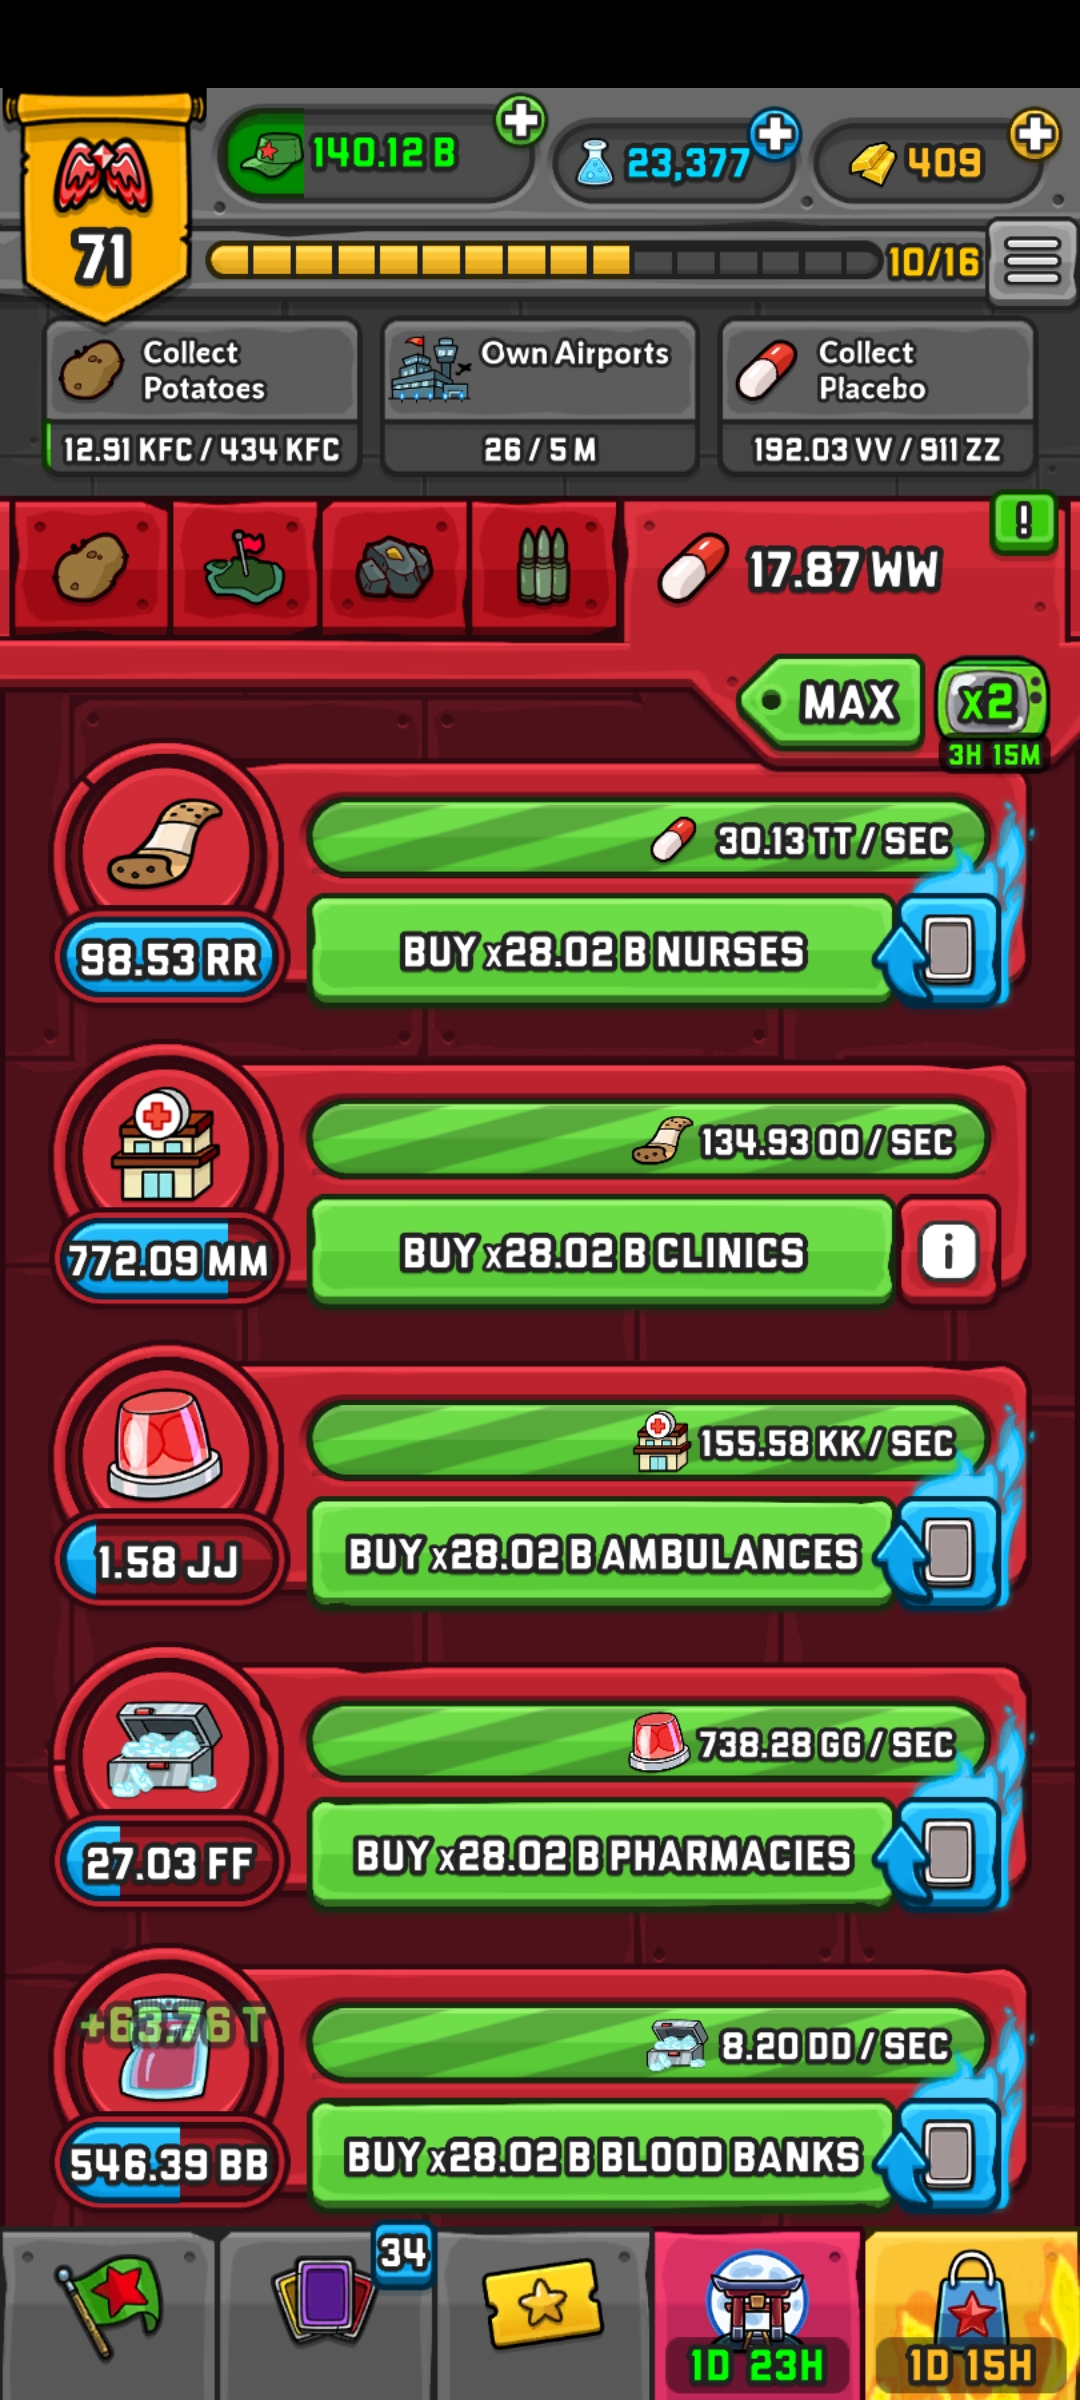 140.12 B
23,377
409
71
10/16
Collect
Potatoes
12.91 KFC / 434 KFC
Own Airports
26 / 5 M
Collect
Placebo
192.03 VV / 911 ZZ
!
17.87 WW
MAX
x2
3H 15M
30.13 TT / SEC
98.53 RR
BUY x28.02 B NURSES
134.93 OO / SEC
772.09 MM
BUY x28.02 B CLINICS
i
155.58 KK / SEC
1.58 JJ
BUY x28.02 B AMBULANCES
738.28 GG / SEC
27.03 FF
BUY x28.02 B PHARMACIES
+63.76 T
8.20 DD / SEC
546.39 BB
BUY x28.02 B BLOOD BANKS
34
1D 23H
1D 15H